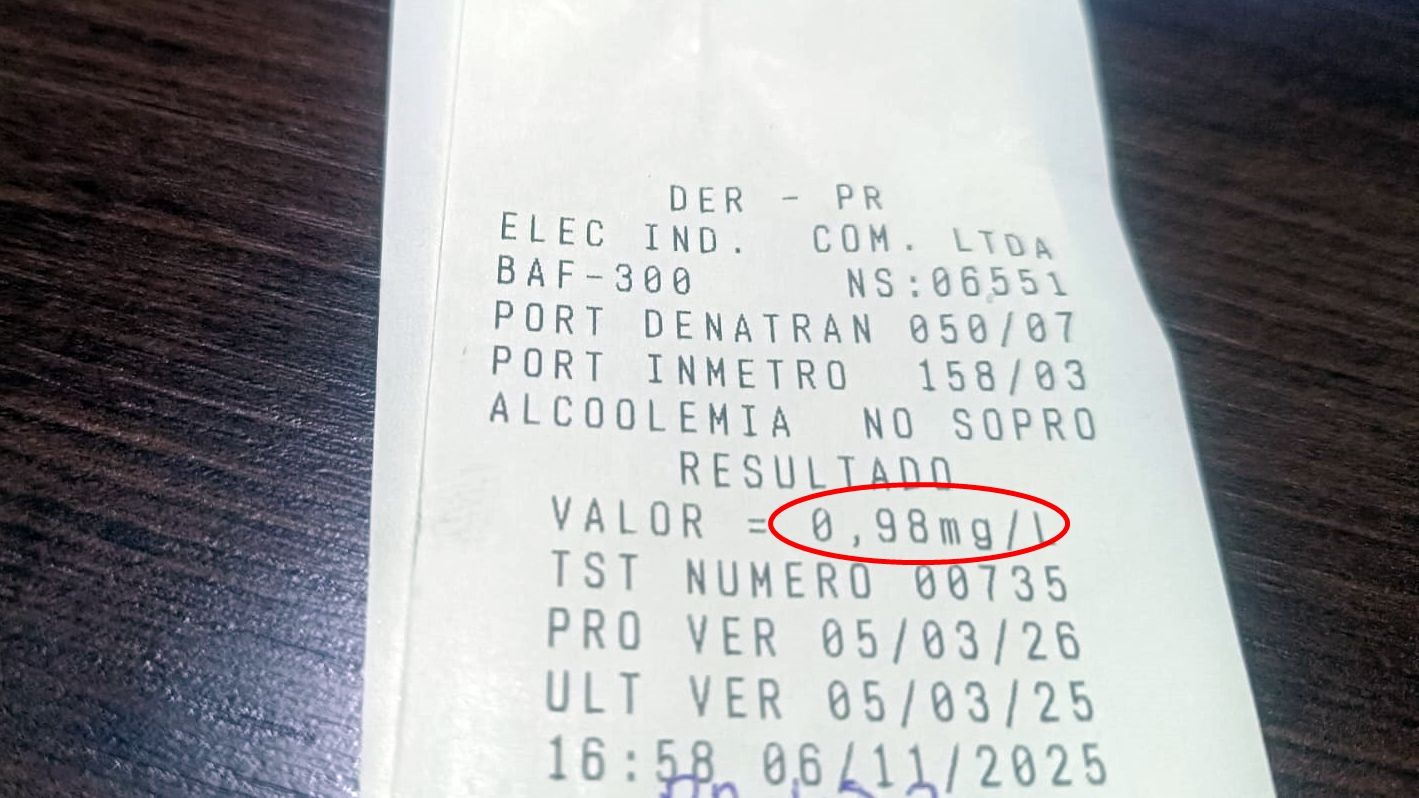 DER - PR
ELEC IND. COM. LTDA
BAF-300 NS:06551
PORT DENATRAN 050/07
PORT INMETRO 158/03
ALCOOLEMIA NO SOPRO
RESULTADO
VALOR = 0,98mg/l
TST NUMERO 00735
PRO VER 05/03/26
ULT VER 05/03/25
16:58 06/11/2025